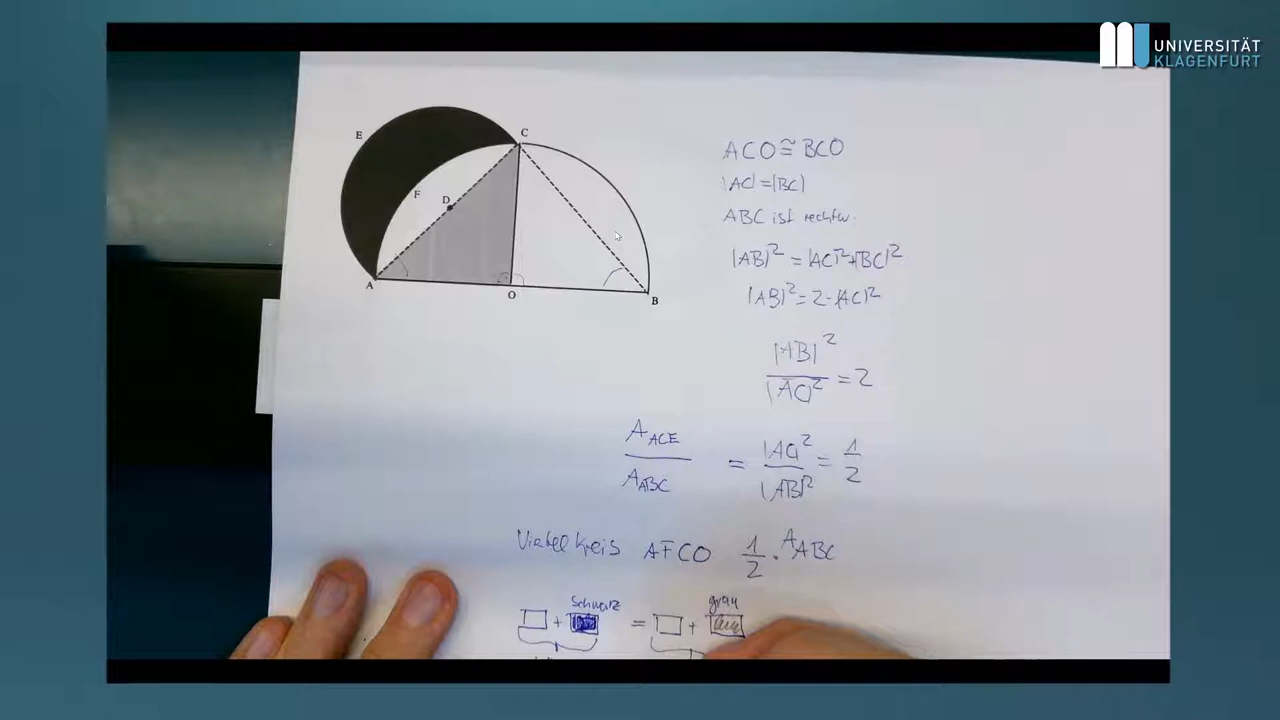 UNIVERSITÄT
KLAGENFURT
E
C
F
D
A
O
B
ACO ≅ BCO
|AC| = |BC|
ABC ist rechtw.
|AB|² = |AC|² + |BC|²
|AB|² = 2·|AC|²
|AB|²
|AC|² = 2
A_ACE / A_ABC = |AC|² / |AB|² = 1/2
Viertelkreis AFCO 1/2 · A_ABC
schwarz grau
+ = +